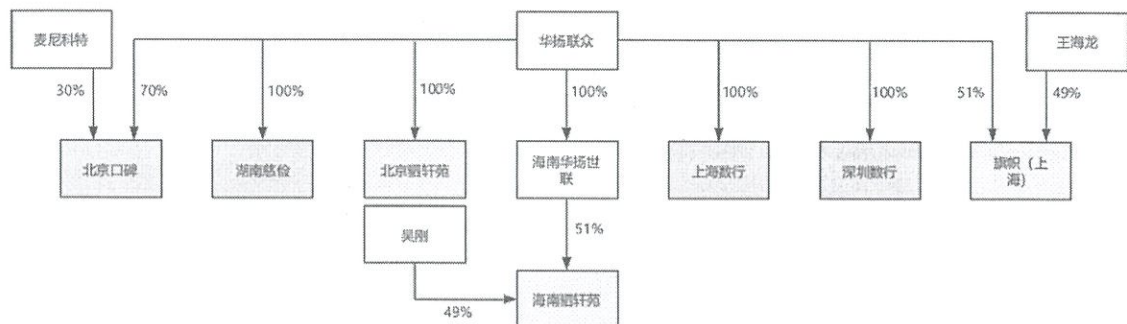 麦尼科特
华扬联众
王海龙
30%
70%
100%
100%
100%
100%
100%
51%
49%
北京口碑
湖南慈俭
北京驷轩苑
海南华扬世
联
上海数行
深圳数行
旗帜（上
海）
吴刚
51%
49%
海南驷轩苑